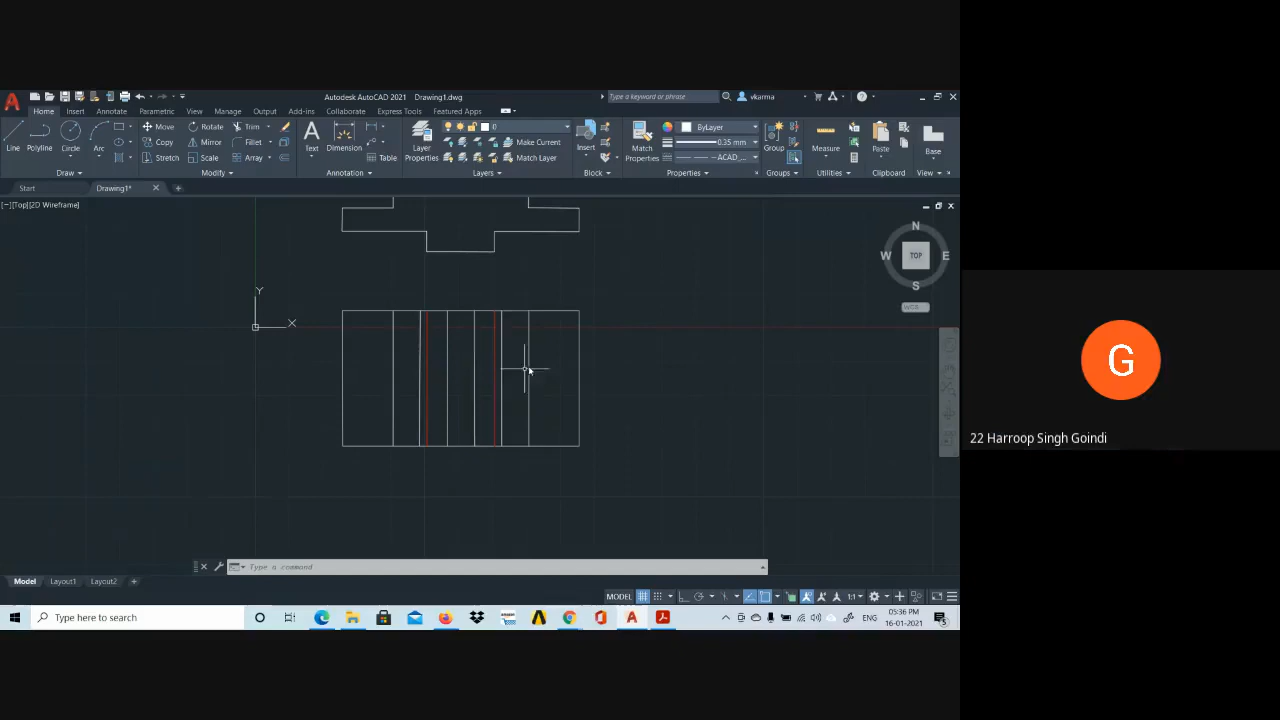 Autodesk AutoCAD 2021 Drawing1.dwg
Type a keyword or phrase
vkarma
Home Insert Annotate Parametric View Manage Output Add-ins Collaborate Express Tools Featured Apps
Line Polyline Circle Arc
Move Rotate Trim
Copy Mirror Fillet
Stretch Scale Array
Text Dimension Table
Layer Properties
0
Make Current
Match Layer
Insert
Match Properties
ByLayer
0.35 mm
ACAD_...
Group Measure Paste Base
Draw Modify Annotation Layers Block Properties Groups Utilities Clipboard View
Start Drawing1*
[−][Top][2D Wireframe]
N
W TOP E
S
WCS
Y
X
G
22 Harroop Singh Goindi
Type a command
Model Layout1 Layout2
MODEL 1:1
Type here to search
ENG
05:36 PM
16-01-2021
5